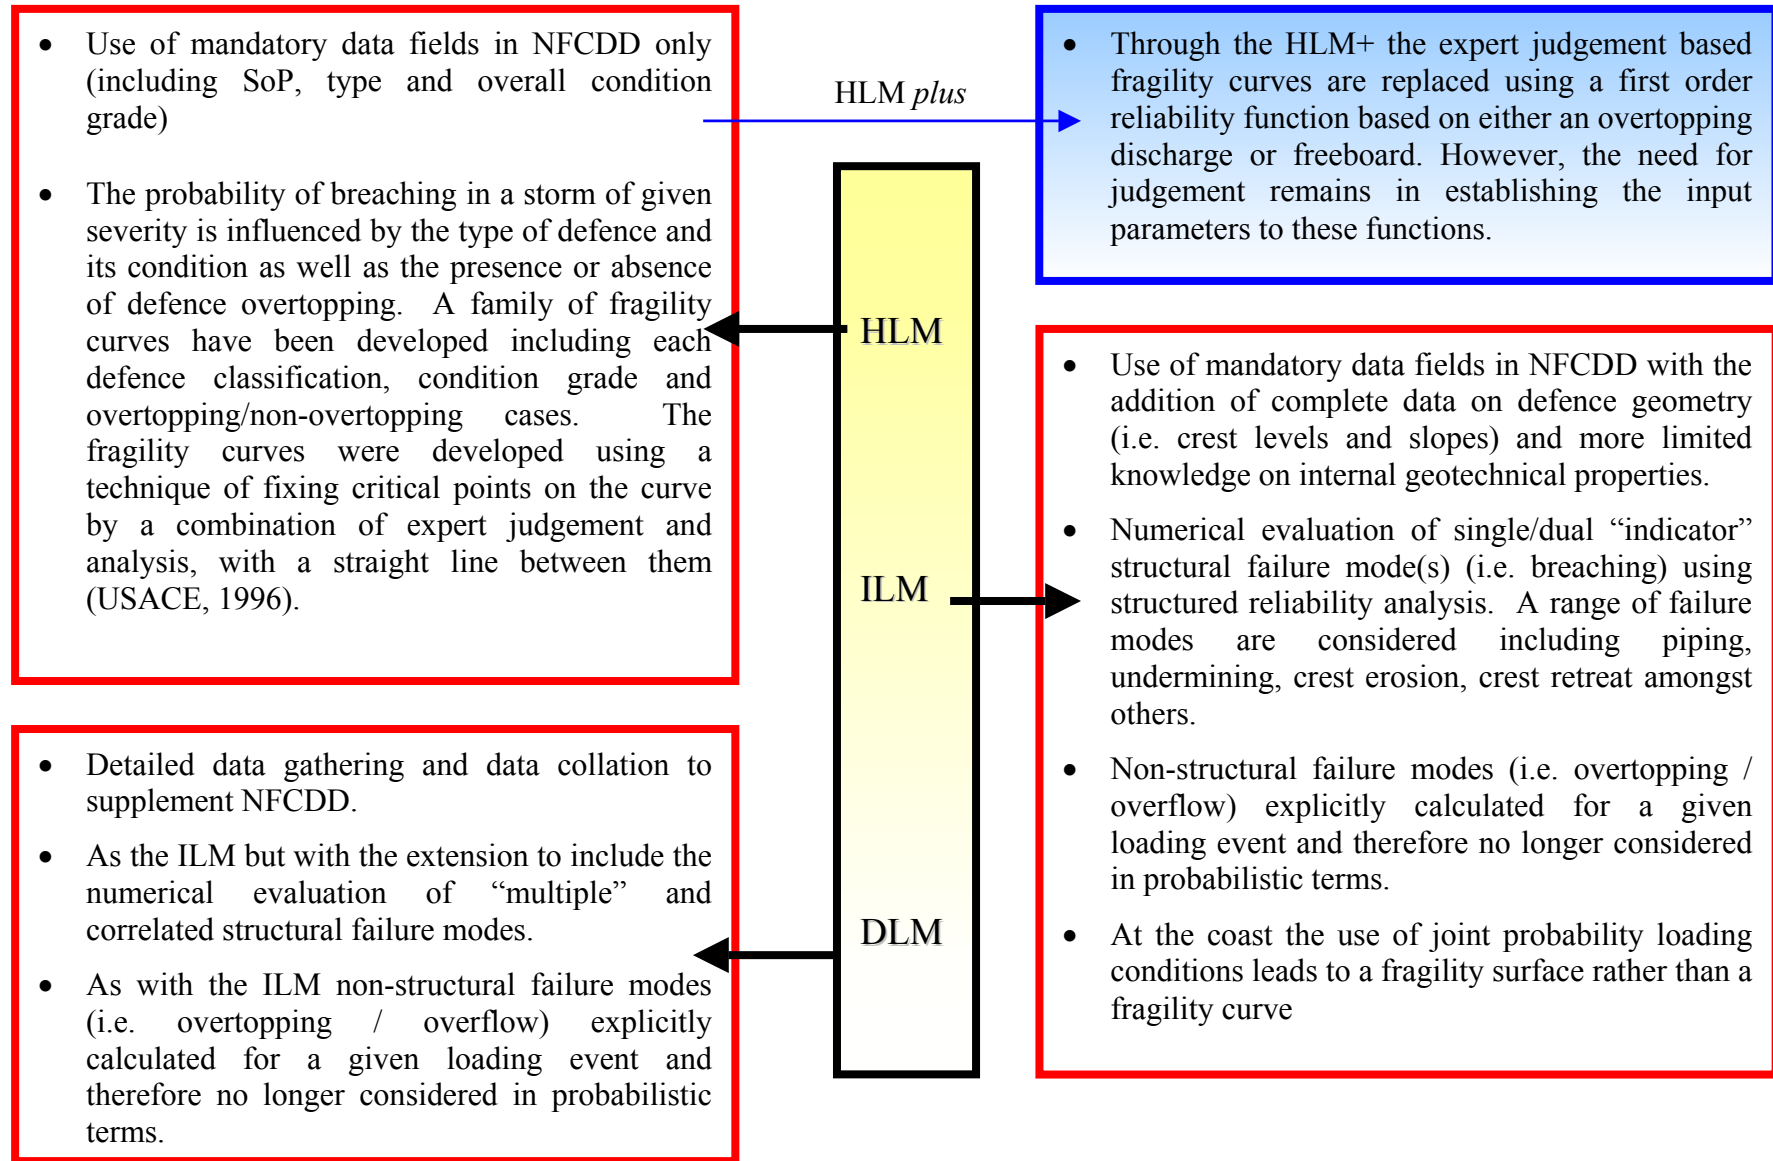 • Use of mandatory data fields in NFCDD only
(including SoP, type and overall condition
grade)
• The probability of breaching in a storm of given
severity is influenced by the type of defence and
its condition as well as the presence or absence
of defence overtopping. A family of fragility
curves have been developed including each
defence classification, condition grade and
overtopping/non-overtopping cases. The
fragility curves were developed using a
technique of fixing critical points on the curve
by a combination of expert judgement and
analysis, with a straight line between them
(USACE, 1996).
HLM plus
• Through the HLM+ the expert judgement based
fragility curves are replaced using a first order
reliability function based on either an overtopping
discharge or freeboard. However, the need for
judgement remains in establishing the input
parameters to these functions.
HLM
ILM
DLM
• Use of mandatory data fields in NFCDD with the
addition of complete data on defence geometry
(i.e. crest levels and slopes) and more limited
knowledge on internal geotechnical properties.
• Numerical evaluation of single/dual “indicator”
structural failure mode(s) (i.e. breaching) using
structured reliability analysis. A range of failure
modes are considered including piping,
undermining, crest erosion, crest retreat amongst
others.
• Non-structural failure modes (i.e. overtopping /
overflow) explicitly calculated for a given
loading event and therefore no longer considered
in probabilistic terms.
• At the coast the use of joint probability loading
conditions leads to a fragility surface rather than a
fragility curve
• Detailed data gathering and data collation to
supplement NFCDD.
• As the ILM but with the extension to include the
numerical evaluation of “multiple” and
correlated structural failure modes.
• As with the ILM non-structural failure modes
(i.e. overtopping / overflow) explicitly
calculated for a given loading event and
therefore no longer considered in probabilistic
terms.